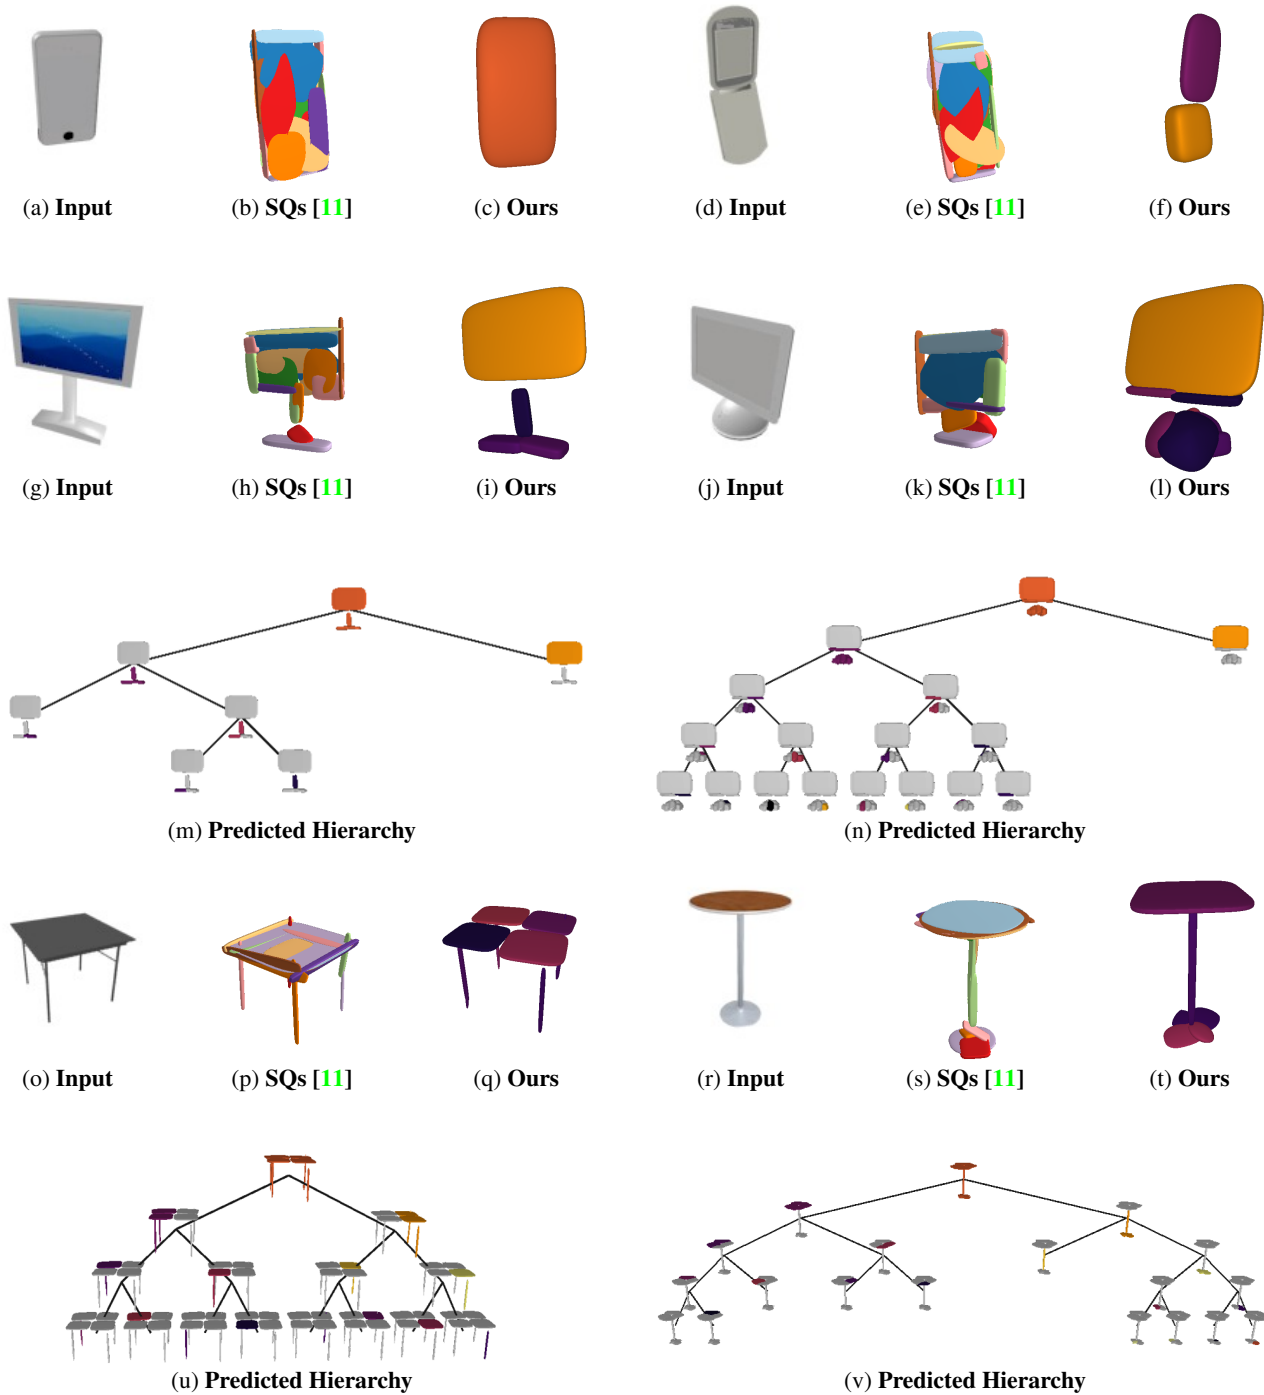 (a) Input (b) SQs [11] (c) Ours (d) Input (e) SQs [11] (f) Ours
(g) Input (h) SQs [11] (i) Ours (j) Input (k) SQs [11] (l) Ours
(m) Predicted Hierarchy (n) Predicted Hierarchy
(o) Input (p) SQs [11] (q) Ours (r) Input (s) SQs [11] (t) Ours
(u) Predicted Hierarchy (v) Predicted Hierarchy